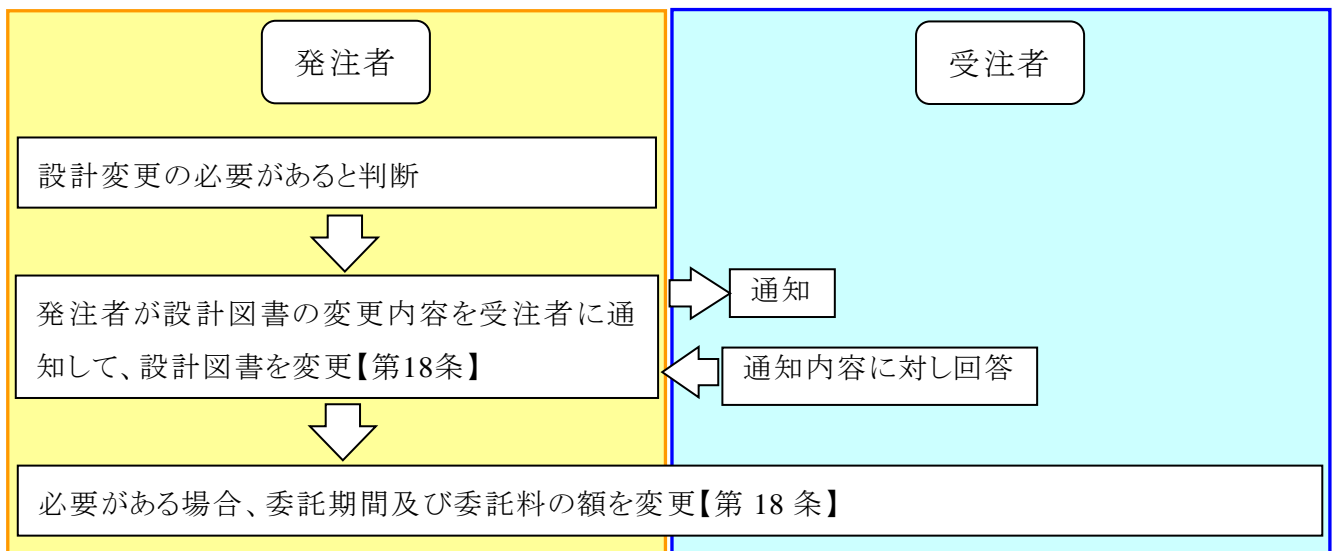 発注者
受注者
設計変更の必要があると判断
発注者が設計図書の変更内容を受注者に通
知して、設計図書を変更【第18条】
通知
通知内容に対し回答
必要がある場合、委託期間及び委託料の額を変更【第 18 条】